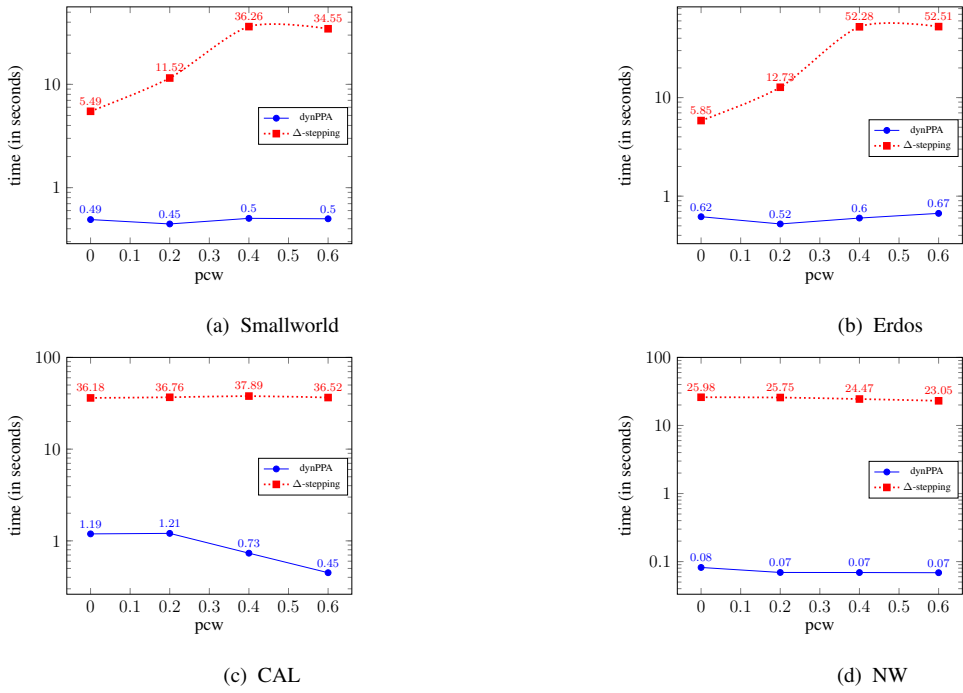 36.26
34.55
11.52
5.49
0.49
0.45
0.5
0.5
10
1
time (in seconds)
dynPPA
Δ-stepping
0 0.1 0.2 0.3 0.4 0.5 0.6
pcw
(a) Smallworld
52.28
52.51
12.73
5.85
0.62
0.52
0.6
0.67
10
1
time (in seconds)
dynPPA
Δ-stepping
0 0.1 0.2 0.3 0.4 0.5 0.6
pcw
(b) Erdos
100
36.18
36.76
37.89
36.52
10
1.19
1.21
0.73
0.45
1
time (in seconds)
dynPPA
Δ-stepping
0 0.1 0.2 0.3 0.4 0.5 0.6
pcw
(c) CAL
100
25.98
25.75
24.47
23.05
10
1
0.1
0.08
0.07
0.07
0.07
time (in seconds)
dynPPA
Δ-stepping
0 0.1 0.2 0.3 0.4 0.5 0.6
pcw
(d) NW